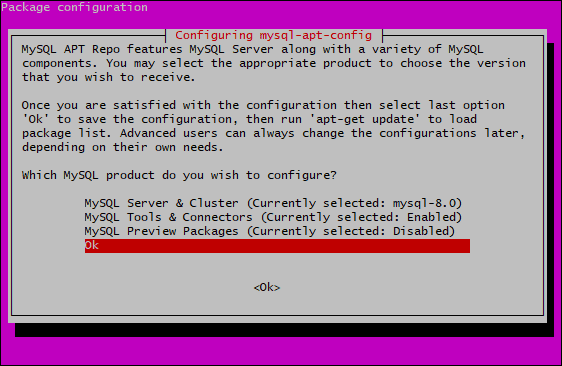 Package configuration
Configuring mysql-apt-config
MySQL APT Repo features MySQL Server along with a variety of MySQL
components. You may select the appropriate product to choose the version
that you wish to receive.
Once you are satisfied with the configuration then select last option
'Ok' to save the configuration, then run 'apt-get update' to load
package list. Advanced users can always change the configurations later,
depending on their own needs.
Which MySQL product do you wish to configure?
MySQL Server & Cluster (Currently selected: mysql-8.0)
MySQL Tools & Connectors (Currently selected: Enabled)
MySQL Preview Packages (Currently selected: Disabled)
Ok
<Ok>